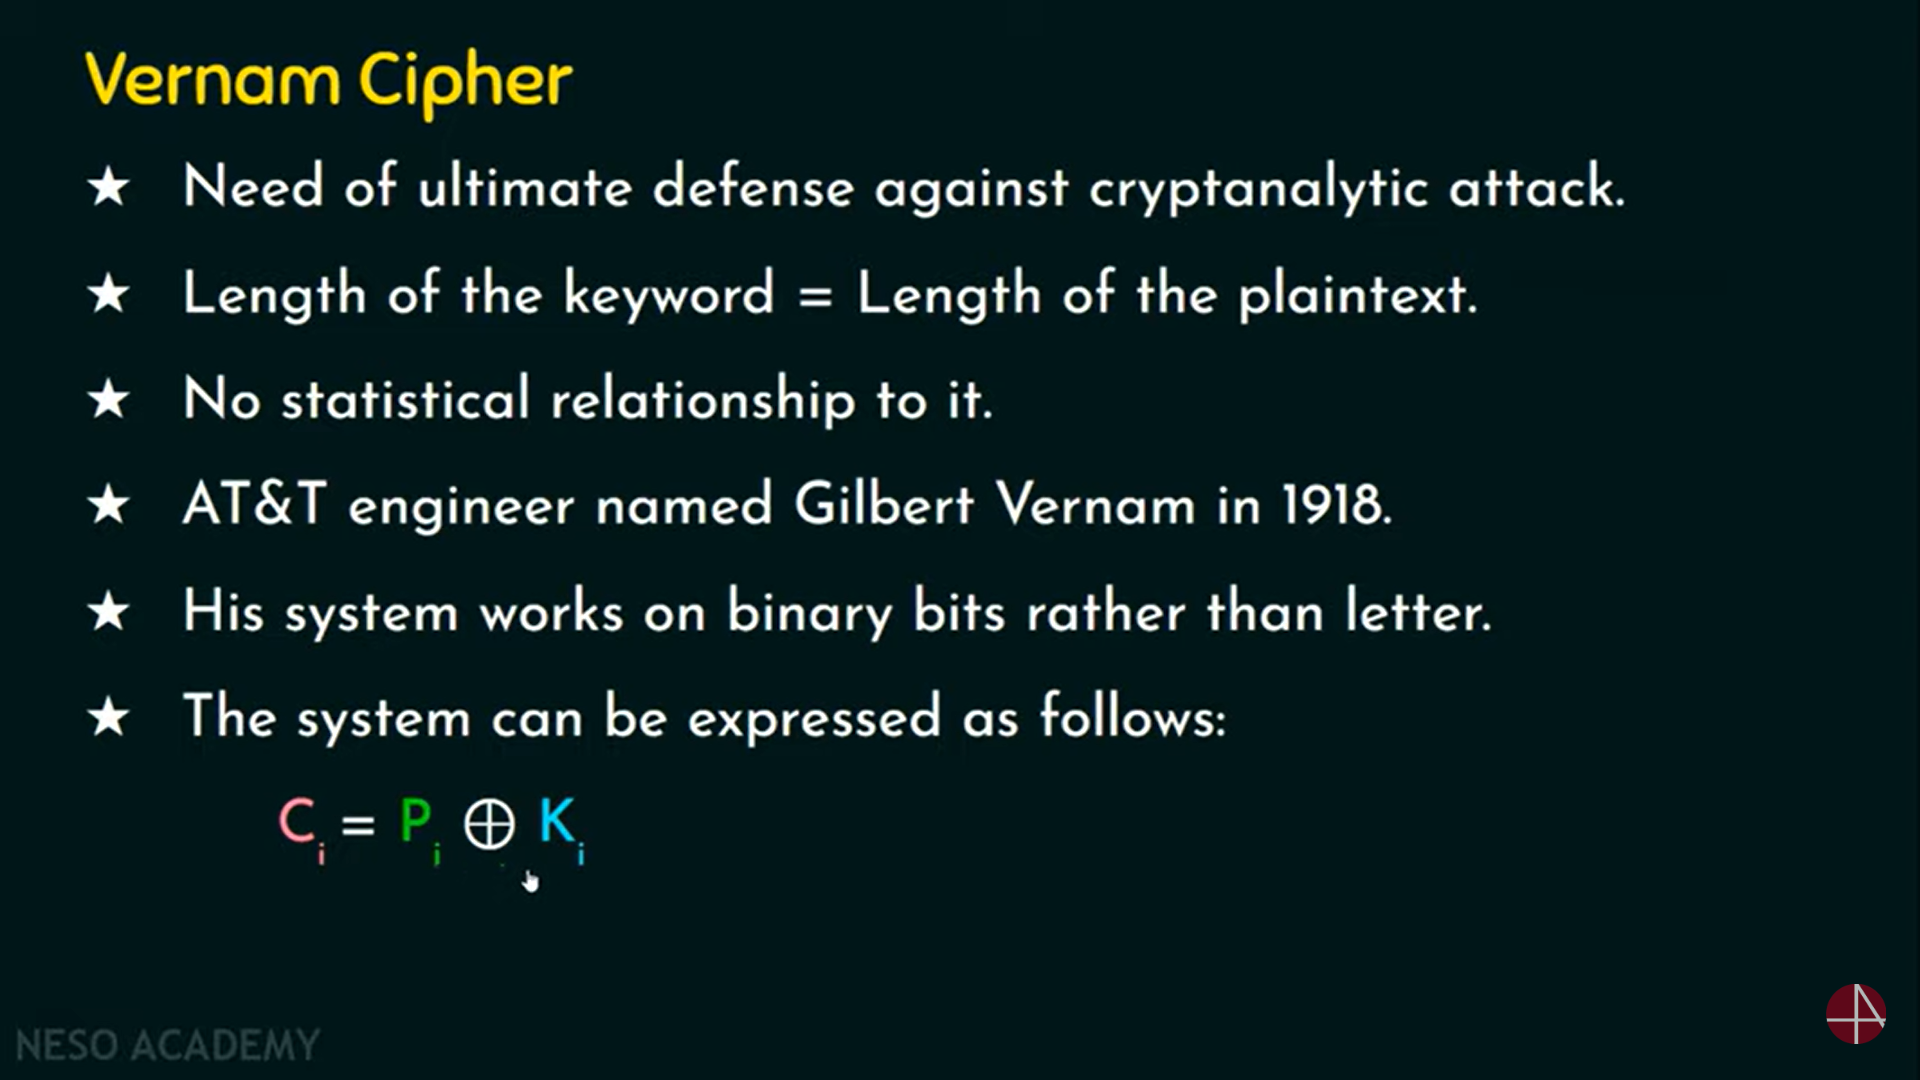 Vernam Cipher
★ Need of ultimate defense against cryptanalytic attack.
★ Length of the keyword = Length of the plaintext.
★ No statistical relationship to it.
★ AT&T engineer named Gilbert Vernam in 1918.
★ His system works on binary bits rather than letter.
★ The system can be expressed as follows:
Cᵢ = Pᵢ ⊕ Kᵢ
NESO ACADEMY